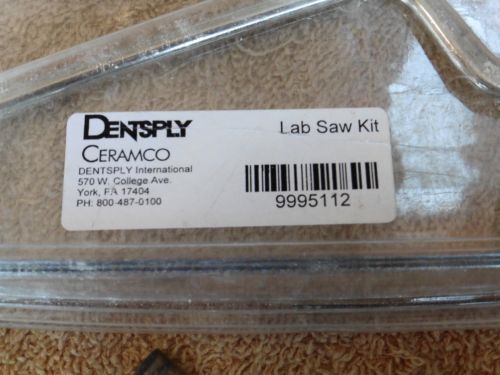 DENTSPLY
Lab Saw Kit
CERAMCO
DENTSPLY International
570 W. College Ave.
York, PA 17404
PH: 800-487-0100
9995112